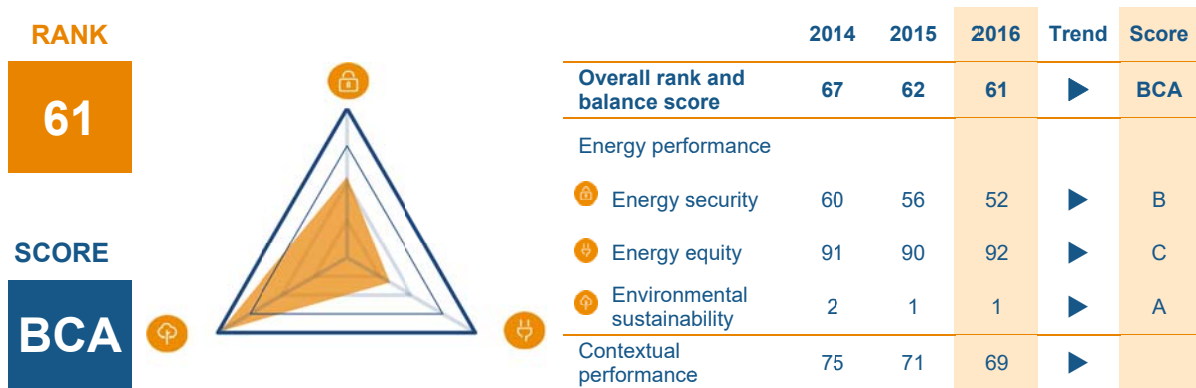 RANK
61
SCORE
BCA
2014 2015 2016 Trend Score
Overall rank and
balance score 67 62 61 BCA
Energy performance
Energy security 60 56 52 B
Energy equity 91 90 92 C
Environmental
sustainability 2 1 1 A
Contextual
performance 75 71 69